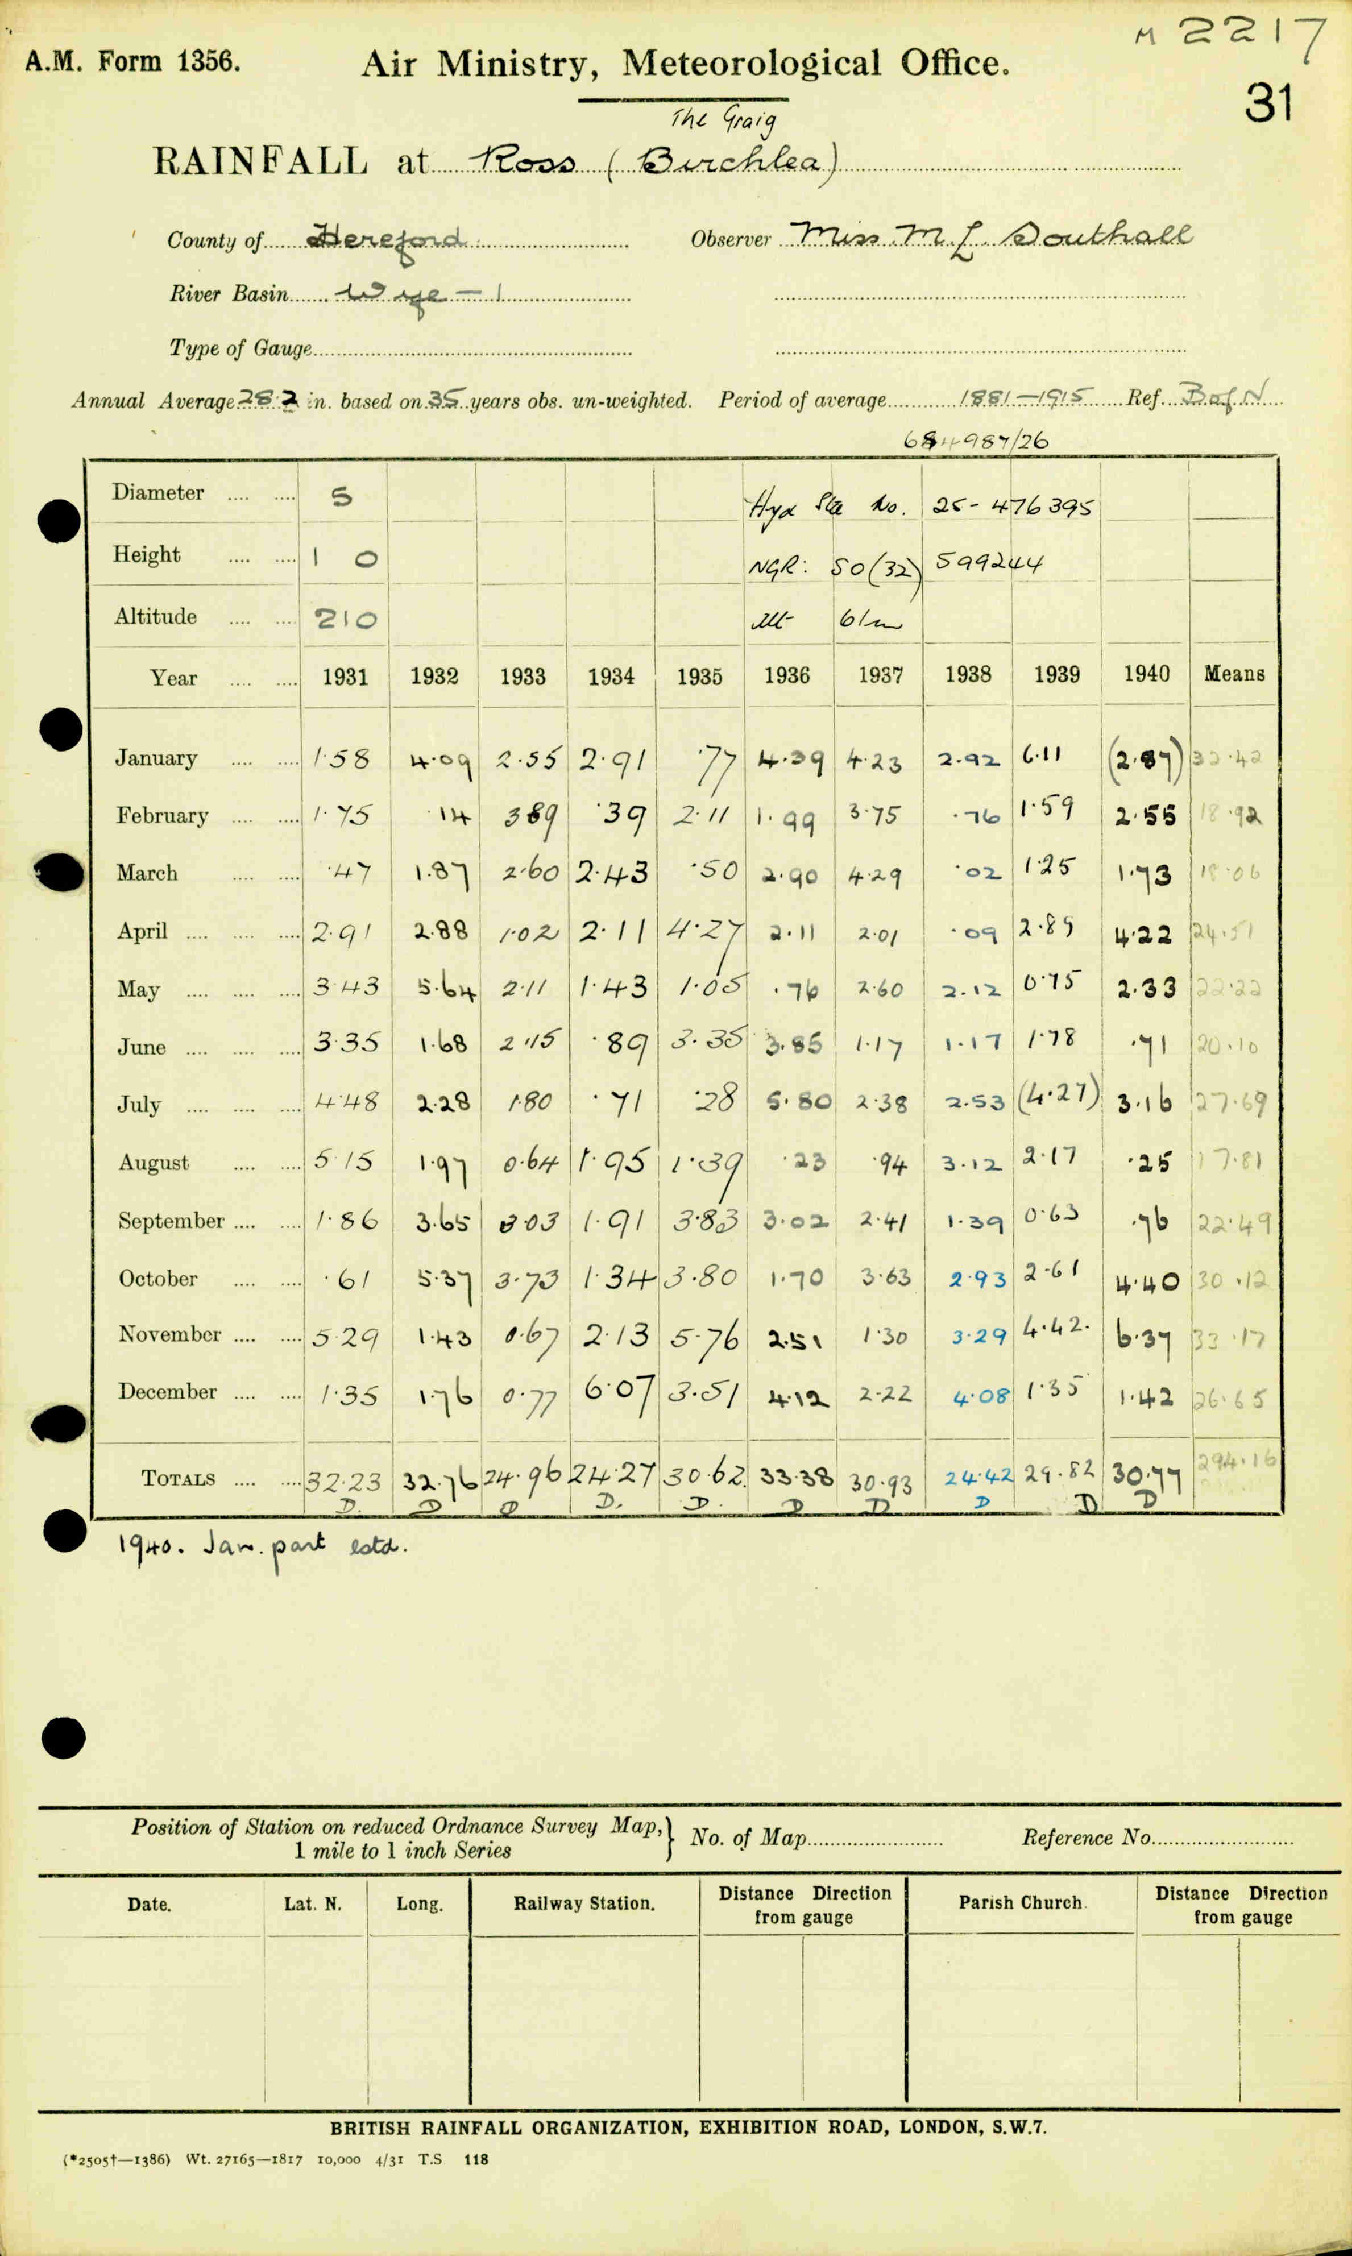 M 2217
A.M. Form 1356. Air Ministry, Meteorological Office.
31
The Graig
RAINFALL at Ross (Birchlea)
County of Hereford Observer Miss M L Southall
River Basin Wye - 1
Type of Gauge
Annual Average 28.2 in. based on 35 years obs. un-weighted. Period of average 1881-1915 Ref. B of N
684987/26
Diameter .... .... 5 Hyd Sta No. 25-476395
Height .... .... 1 0 NGR: SO(32) 599244
Altitude .... .... 210 Alt 61m
Year .... .... 1931 1932 1933 1934 1935 1936 1937 1938 1939 1940 Means
January .... .... 1.58 4.09 2.55 2.91 .77 4.39 4.23 2.92 6.11 (2.87) 32.42
February .... .... 1.75 .14 3.89 .39 2.11 1.99 3.75 .76 1.59 2.55 18.92
March .... .... .47 1.87 2.60 2.43 .50 2.90 4.29 .02 1.25 1.73 18.06
April .... .... .... 2.91 2.88 1.02 2.11 4.27 2.11 2.01 .09 2.89 4.22 24.51
May .... .... .... 3.43 5.64 2.11 1.43 1.05 .76 2.60 2.12 0.75 2.33 22.22
June .... .... .... 3.35 1.68 2.15 .89 3.35 3.85 1.17 1.17 1.78 .71 20.10
July .... .... .... 4.48 2.28 1.80 .71 .28 5.80 2.38 2.53 (4.27) 3.16 27.69
August .... .... 5.15 1.97 0.64 1.95 1.39 .23 .94 3.12 2.17 .25 17.81
September .... .... 1.86 3.65 3.03 1.91 3.83 3.02 2.41 1.39 0.63 .76 22.49
October .... .... .61 5.37 3.73 1.34 3.80 1.70 3.63 2.93 2.61 4.40 30.12
November .... .... 5.29 1.43 0.67 2.13 5.76 2.51 1.30 3.29 4.42. 6.37 33.17
December .... .... 1.35 1.76 0.77 6.07 3.51 4.12 2.22 4.08 1.35 1.42 26.65
TOTALS .... .... 32.23 32.76 24.96 24.27 30.62 33.38 30.93 24.42 29.82 30.77 294.16
D. D D D. D. D D D D D
1940. Jan. part estd.
Position of Station on reduced Ordnance Survey Map,} No. of Map Reference No.
1 mile to 1 inch Series
Date. Lat. N. Long. Railway Station. Distance Direction from gauge Parish Church. Distance Direction from gauge
BRITISH RAINFALL ORGANIZATION, EXHIBITION ROAD, LONDON, S.W.7.
(*2505†—1386) Wt. 27165—1817 10,000 4/31 T.S 118